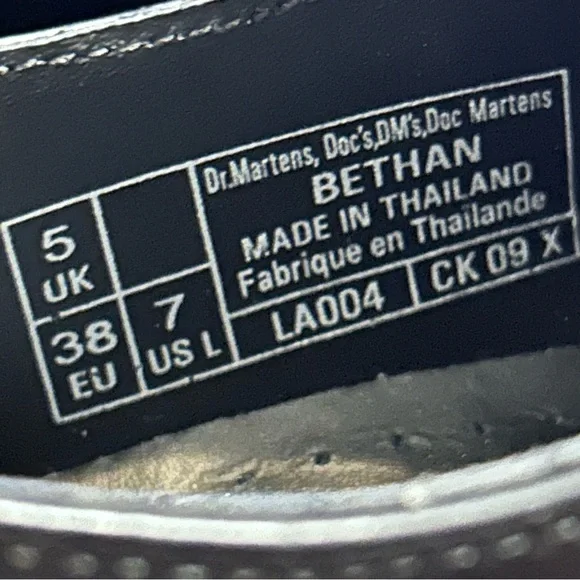 Dr.Martens, Doc's,DM's,Doc Martens
BETHAN
MADE IN THAILAND
Fabrique en Thaïlande
5
UK
38
EU
7
US L
LA004
CK 09 X